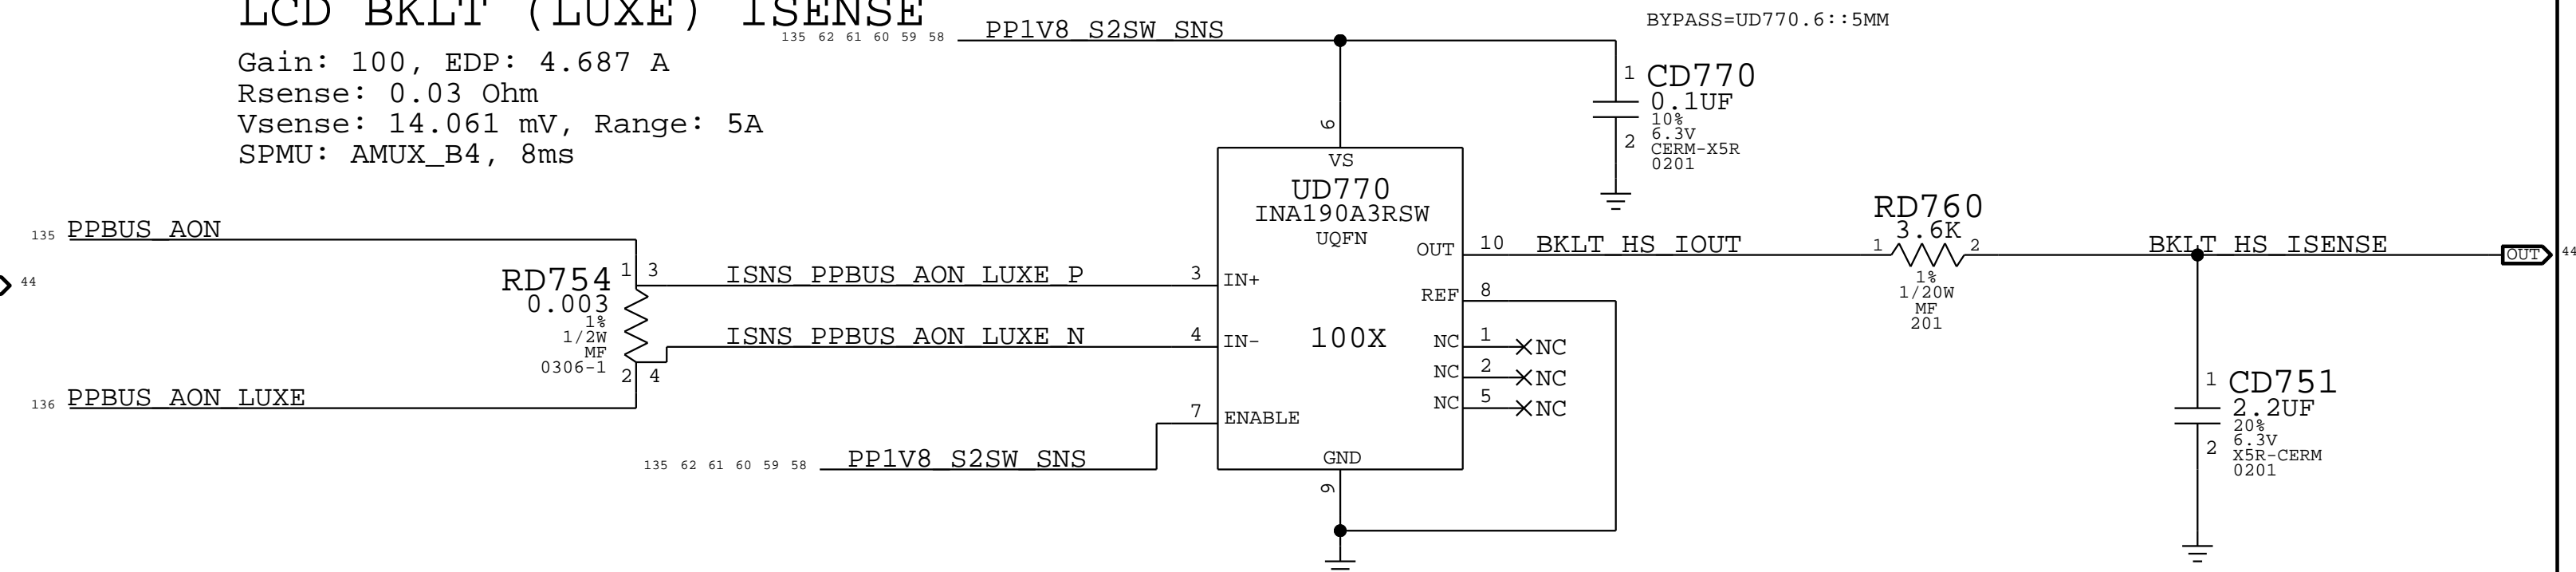 LCD BKLT (LUXE) ISENSE
Gain: 100, EDP: 4.687 A
Rsense: 0.03 Ohm
Vsense: 14.061 mV, Range: 5A
SPMU: AMUX_B4, 8ms
135 62 61 60 59 58 PP1V8_S2SW_SNS
BYPASS=UD770.6::5MM
1 CD770
0.1UF
10%
6.3V
2 CERM-X5R
0201
6
VS
UD770
INA190A3RSW
UQFN
100X
135 PPBUS_AON
44
RD754
0.003
1%
1/2W
MF
0306-1
1 3
2 4
136 PPBUS_AON_LUXE
ISNS_PPBUS_AON_LUXE_P 3 IN+
ISNS_PPBUS_AON_LUXE_N 4 IN-
7 ENABLE
135 62 61 60 59 58 PP1V8_S2SW_SNS
GND
9
OUT 10 BKLT_HS_IOUT
REF 8
NC 1 NC
NC 2 NC
NC 5 NC
RD760
3.6K
1 2
1%
1/20W
MF
201
BKLT_HS_ISENSE OUT 44
1 CD751
2.2UF
20%
6.3V
2 X5R-CERM
0201